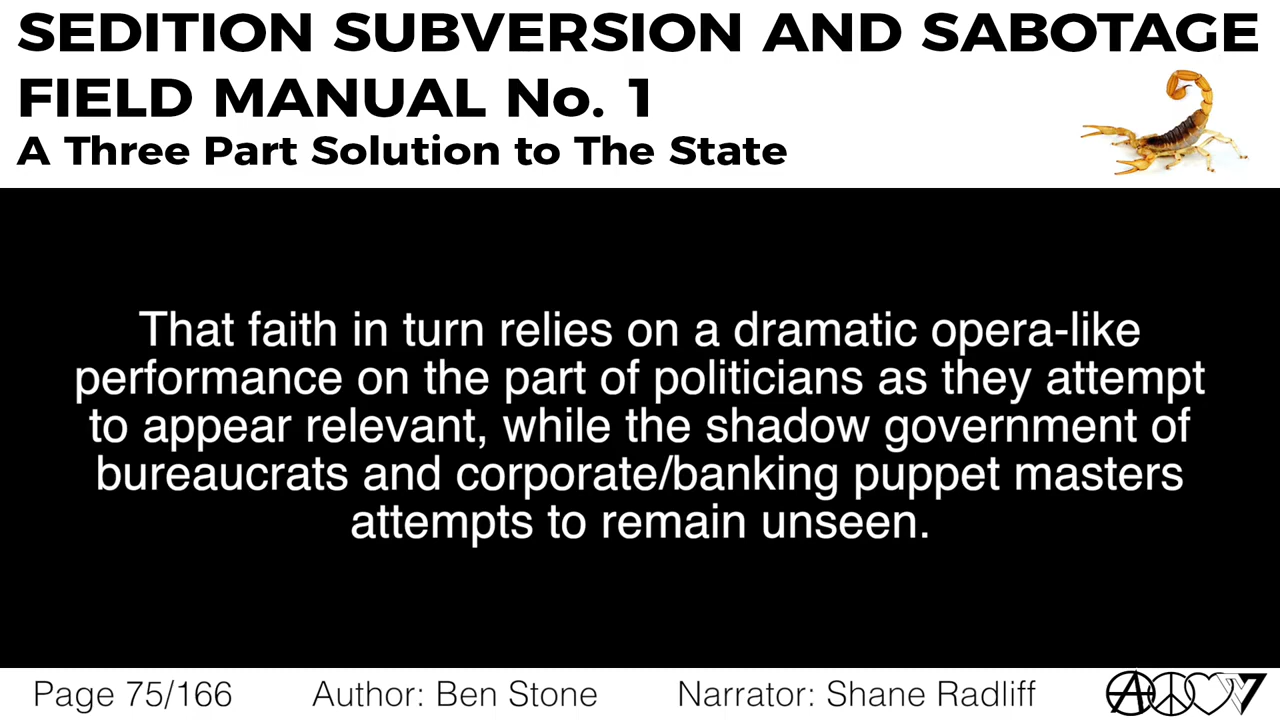 SEDITION SUBVERSION AND SABOTAGE
FIELD MANUAL No. 1
A Three Part Solution to The State
That faith in turn relies on a dramatic opera-like
performance on the part of politicians as they attempt
to appear relevant, while the shadow government of
bureaucrats and corporate/banking puppet masters
attempts to remain unseen.
Page 75/166 Author: Ben Stone Narrator: Shane Radliff